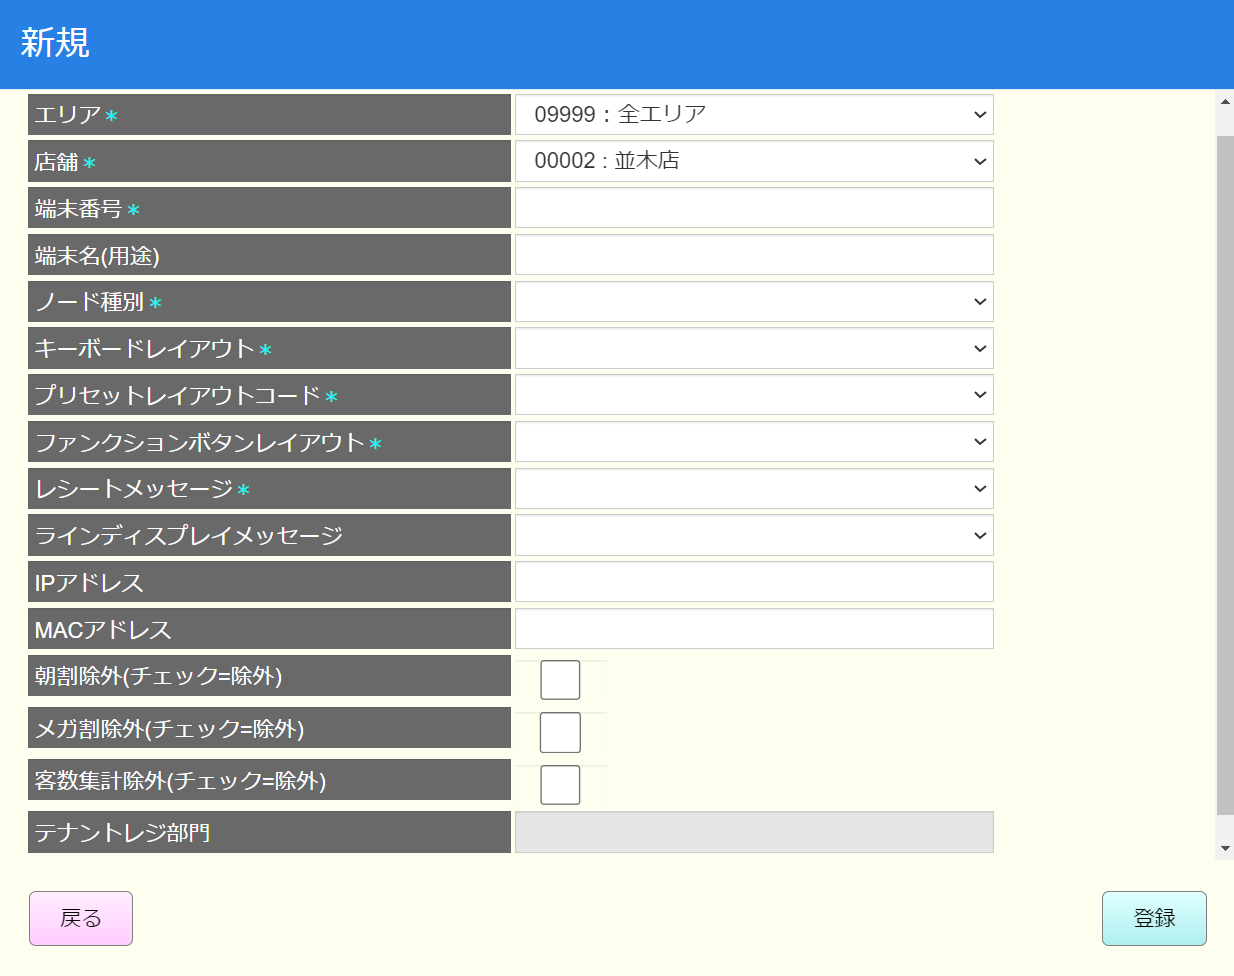 新規
エリア* 09999：全エリア
店舗* 00002 : 並木店
端末番号*
端末名(用途)
ノード種別*
キーボードレイアウト*
プリセットレイアウトコード*
ファンクションボタンレイアウト*
レシートメッセージ*
ラインディスプレイメッセージ
IPアドレス
MACアドレス
朝割除外(チェック=除外)
メガ割除外(チェック=除外)
客数集計除外(チェック=除外)
テナントレジ部門
戻る 登録